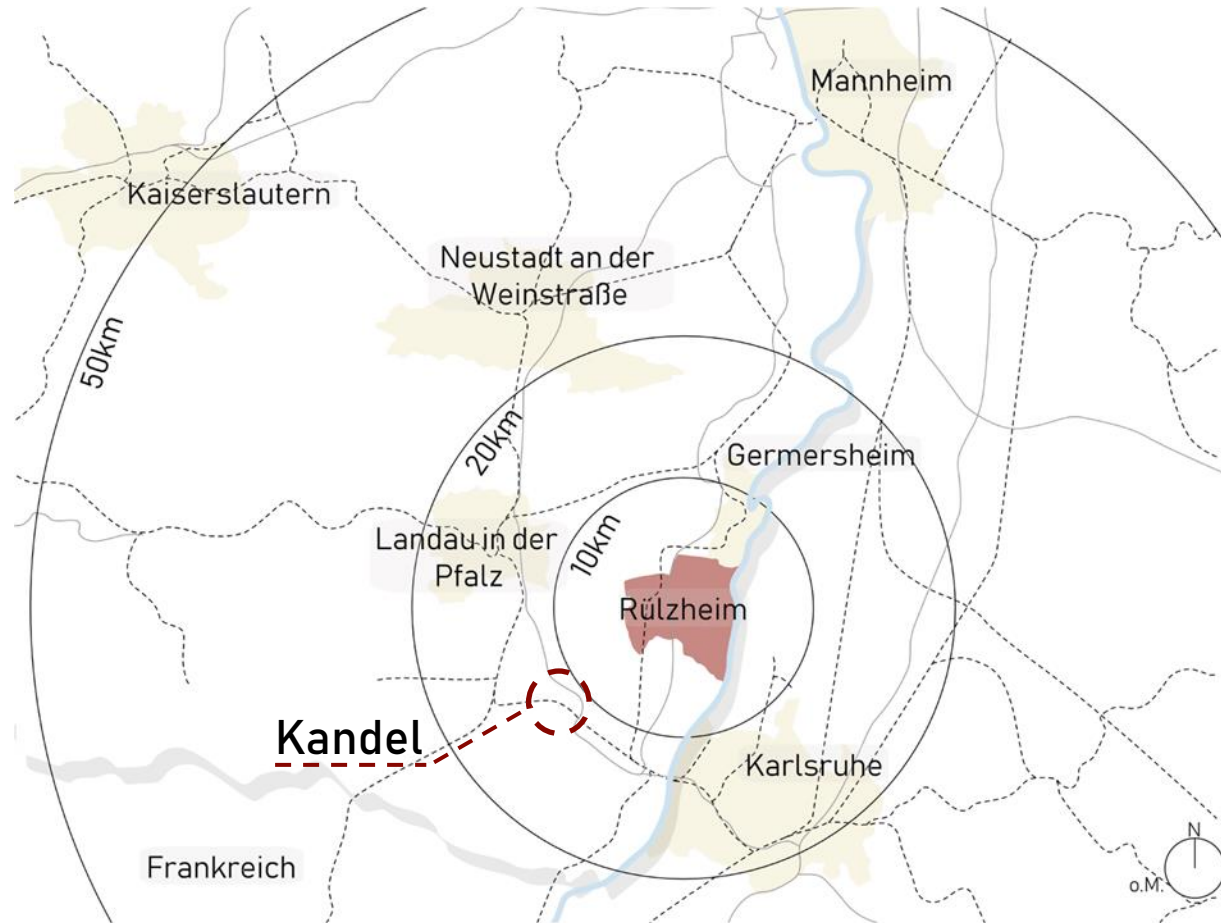 Mannheim
Kaiserslautern
Neustadt an der
Weinstraße
50km
20km
Germersheim
Landau in der
Pfalz
10km
Rülzheim
Kandel
Karlsruhe
Frankreich
N
o.M.